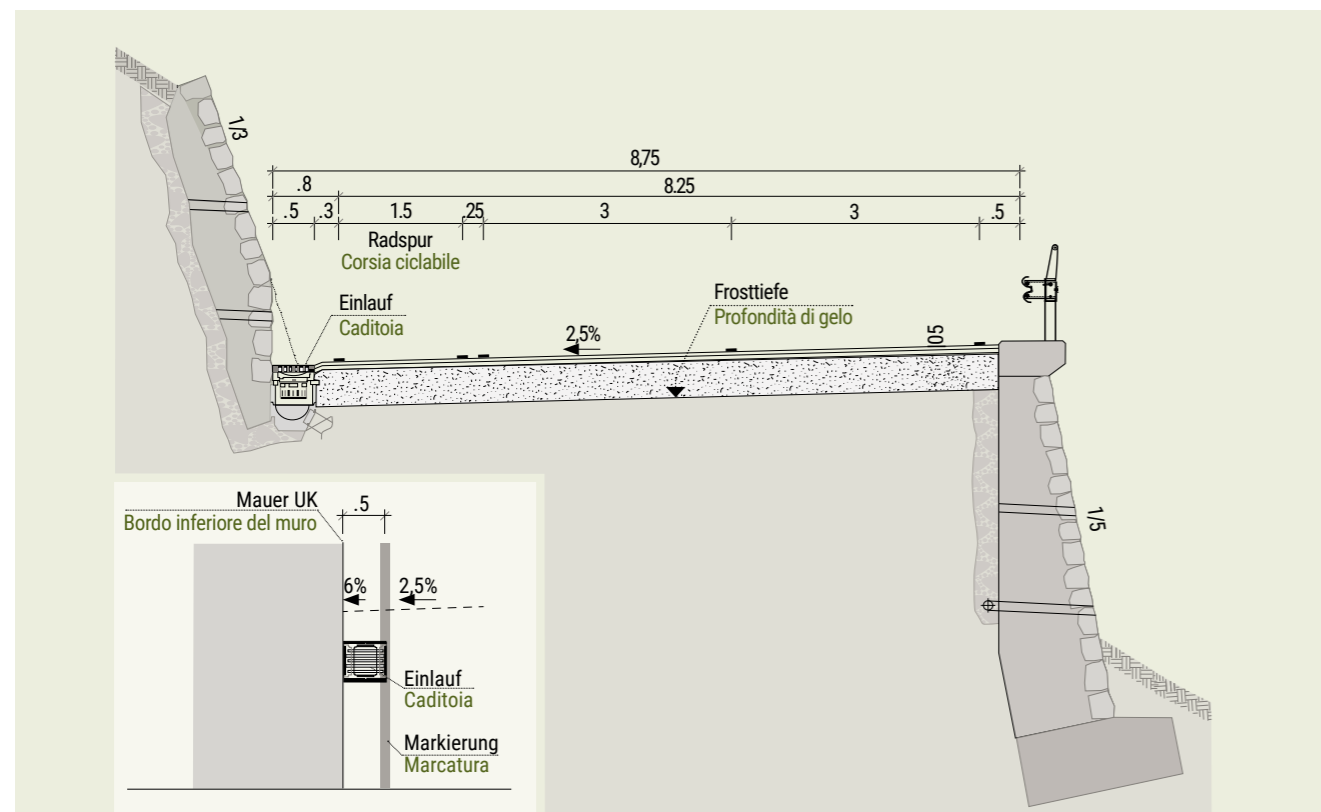 1/3
8,75
.8 8.25
.5 .3 1.5 .25 3 3 .5
Radspur
Corsia ciclabile
Einlauf
Caditoia
Frosttiefe
Profondità di gelo
2,5%
05
1/5
Mauer UK
Bordo inferiore del muro
.5
6% 2,5%
Einlauf
Caditoia
Markierung
Marcatura